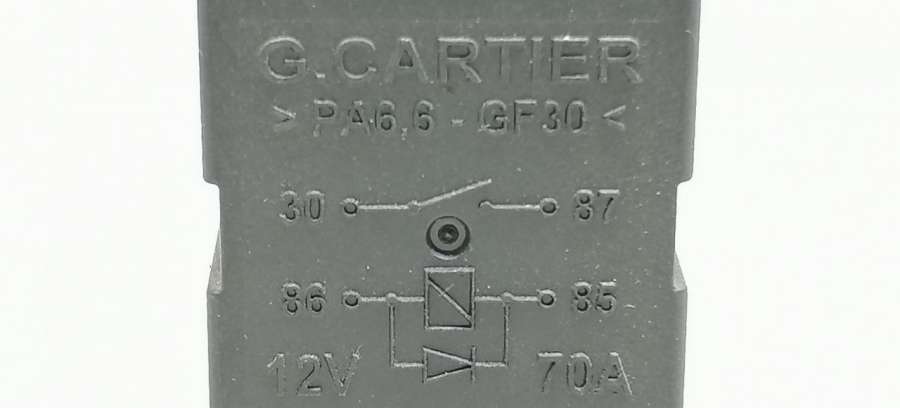 G.CARTIER
> PA6,6 - GF30 <
30 87
86 85
12V 70A